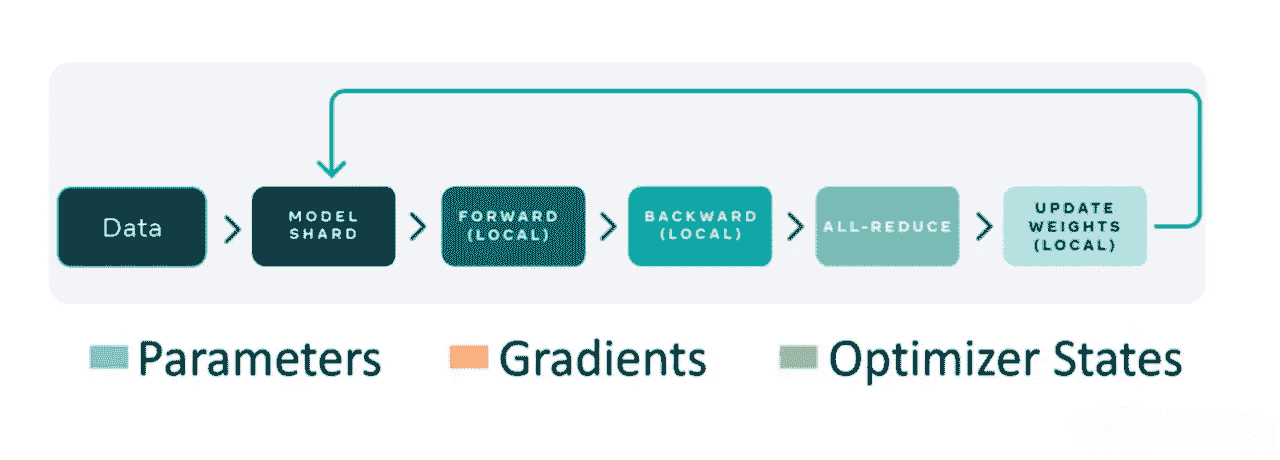 Data
MODEL
SHARD
FORWARD
(LOCAL)
BACKWARD
(LOCAL)
ALL-REDUCE
UPDATE
WEIGHTS
(LOCAL)
Parameters
Gradients
Optimizer States